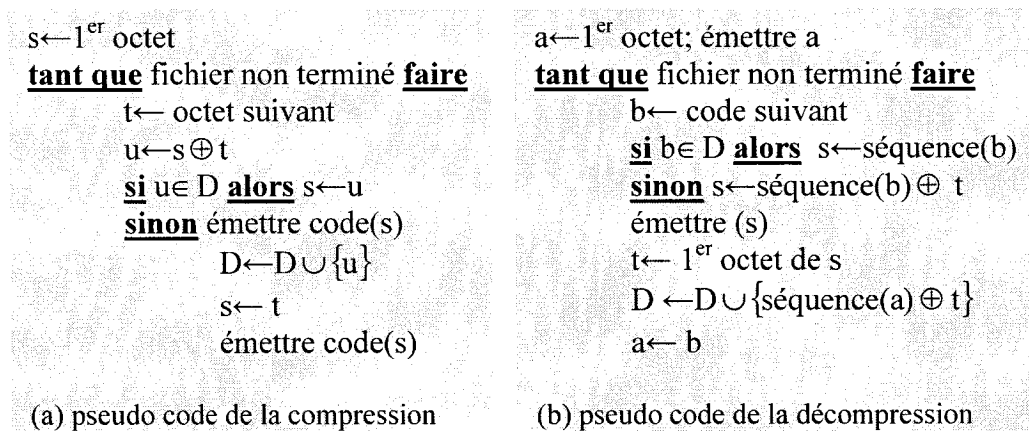 s←1er octet
tant que fichier non terminé faire
t← octet suivant
u←s⊕t
si u∈ D alors s←u
sinon émettre code(s)
D←D∪{u}
s← t
émettre code(s)
(a) pseudo code de la compression
a←1er octet; émettre a
tant que fichier non terminé faire
b← code suivant
si b∈ D alors s←séquence(b)
sinon s←séquence(b)⊕ t
émettre (s)
t← 1er octet de s
D ←D∪{séquence(a)⊕t}
a← b
(b) pseudo code de la décompression